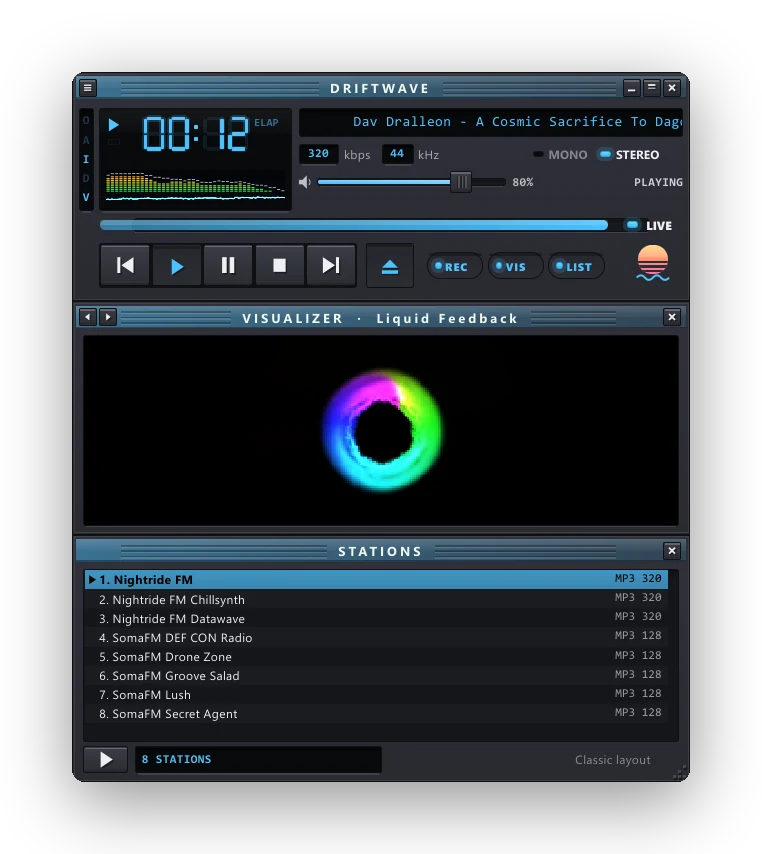 DRIFTWAVE
O
A
I
D
V
00:12 ELAP
Dav Dralleon - A Cosmic Sacrifice To Dag
320 kbps 44 kHz MONO STEREO
80% PLAYING
LIVE
REC VIS LIST
VISUALIZER · Liquid Feedback
STATIONS
1. Nightride FM MP3 320
2. Nightride FM Chillsynth MP3 320
3. Nightride FM Datawave MP3 320
4. SomaFM DEF CON Radio MP3 128
5. SomaFM Drone Zone MP3 128
6. SomaFM Groove Salad MP3 128
7. SomaFM Lush MP3 128
8. SomaFM Secret Agent MP3 128
8 STATIONS Classic layout